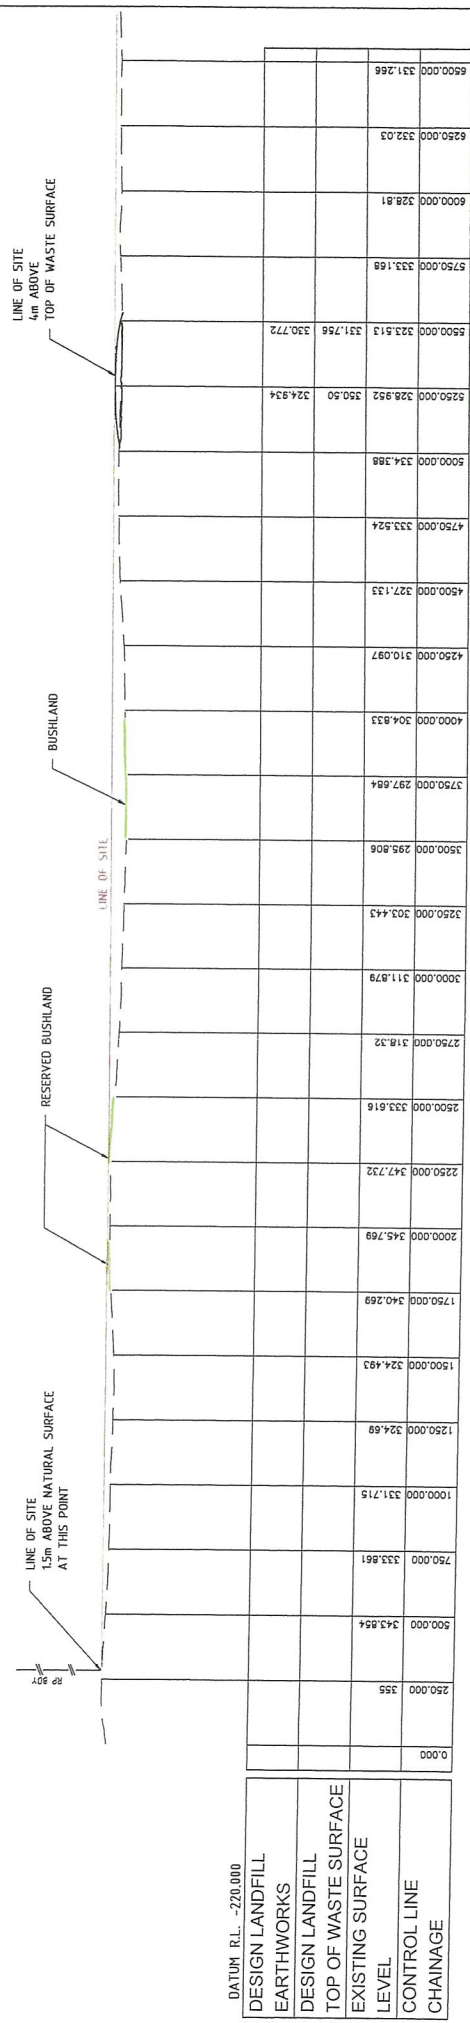 RP BDY
LINE OF SITE
1.5m ABOVE NATURAL SURFACE
AT THIS POINT
RESERVED BUSHLAND
LINE OF SITE
BUSHLAND
LINE OF SITE
4m ABOVE
TOP OF WASTE SURFACE
DATUM R.L. -220.000
DESIGN LANDFILL
EARTHWORKS
324.934 330.772
DESIGN LANDFILL
TOP OF WASTE SURFACE
350.50 331.756
EXISTING SURFACE
LEVEL
355 343.854 333.861 331.715 324.69 324.493 340.269 345.769 347.732 333.616 318.32 311.879 303.443 295.806 297.684 304.833 310.097 327.133 333.524 334.388 328.952 323.513 333.168 328.81 332.03 331.266
CONTROL LINE
CHAINAGE
0.000 250.000 500.000 750.000 1000.000 1250.000 1500.000 1750.000 2000.000 2250.000 2500.000 2750.000 3000.000 3250.000 3500.000 3750.000 4000.000 4250.000 4500.000 4750.000 5000.000 5250.000 5500.000 5750.000 6000.000 6250.000 6500.000